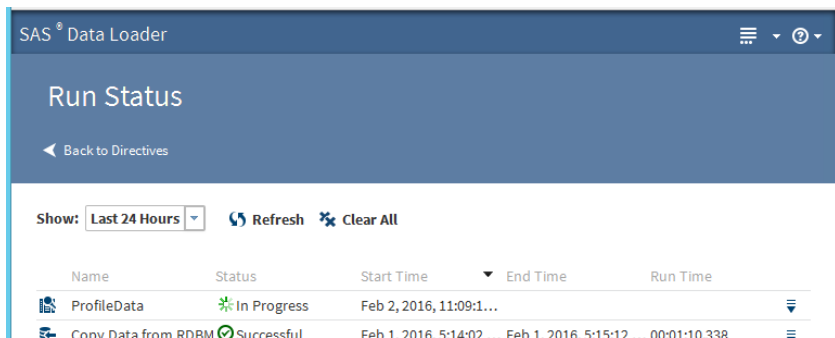 SAS ® Data Loader
Run Status
Back to Directives
Show: Last 24 Hours Refresh Clear All
Name Status Start Time End Time Run Time
ProfileData In Progress Feb 2, 2016, 11:09:1...
Copy Data from RDBM Successful Feb 1, 2016, 5:14:02 ... Feb 1, 2016, 5:15:12 ... 00:01:10.338